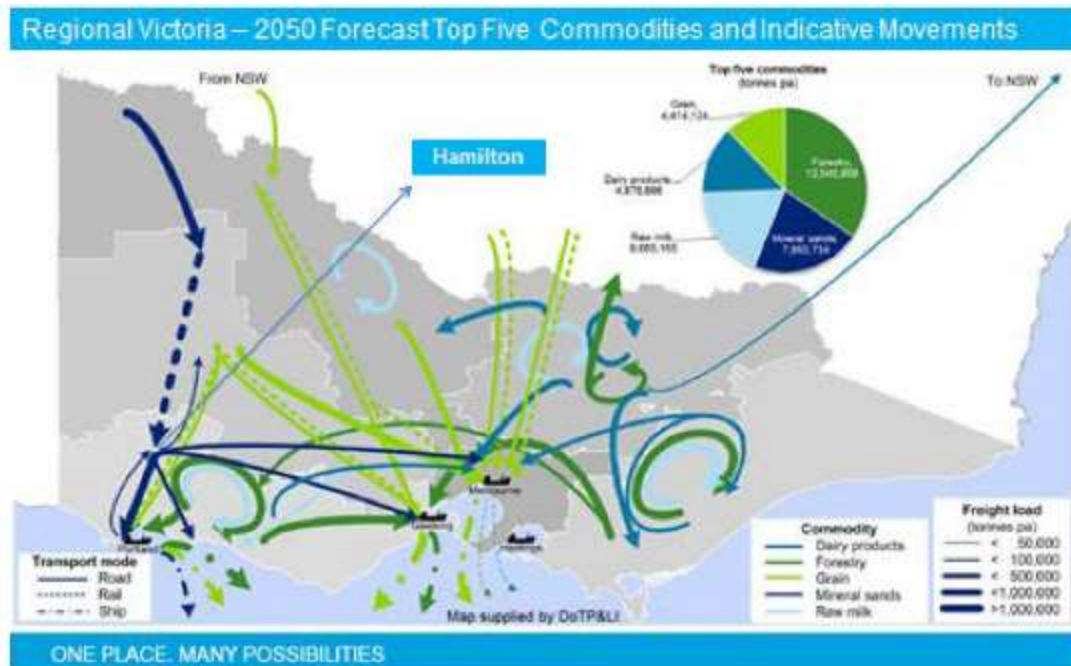 Regional Victoria – 2050 Forecast Top Five Commodities and Indicative Movements
From NSW
Top five commodities
(tonnes pa)
To NSW
Hamilton
Grain,
Forestry,
Dairy products,
Raw milk,
Mineral sands,
Melbourne
Geelong
Portland
Hastings
Transport mode
Road
Rail
Ship
Map supplied by DoTP&LI
Commodity
Dairy products
Forestry
Grain
Mineral sands
Raw milk
Freight load
(tonnes pa)
< 50,000
< 100,000
< 500,000
<1,000,000
>1,000,000
ONE PLACE. MANY POSSIBILITIES